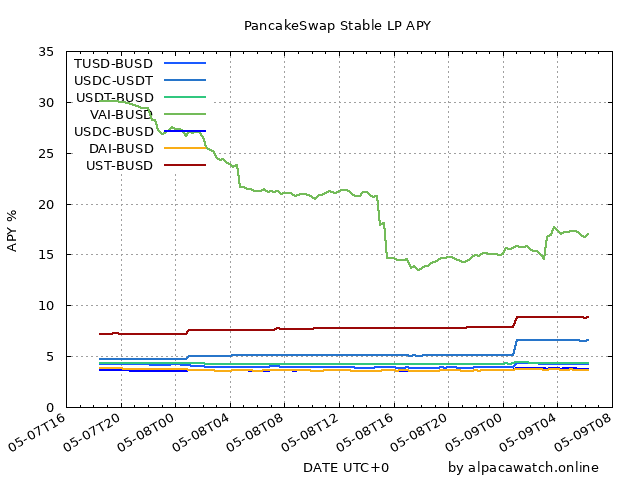 PancakeSwap Stable LP APY
35
30
25
20
15
10
5
0
APY %
TUSD-BUSD
USDC-USDT
USDT-BUSD
VAI-BUSD
USDC-BUSD
DAI-BUSD
UST-BUSD
05-07T16
05-07T20
05-08T00
05-08T04
05-08T08
05-08T12
05-08T16
05-08T20
05-09T00
05-09T04
05-09T08
DATE UTC+0
by alpacawatch.online